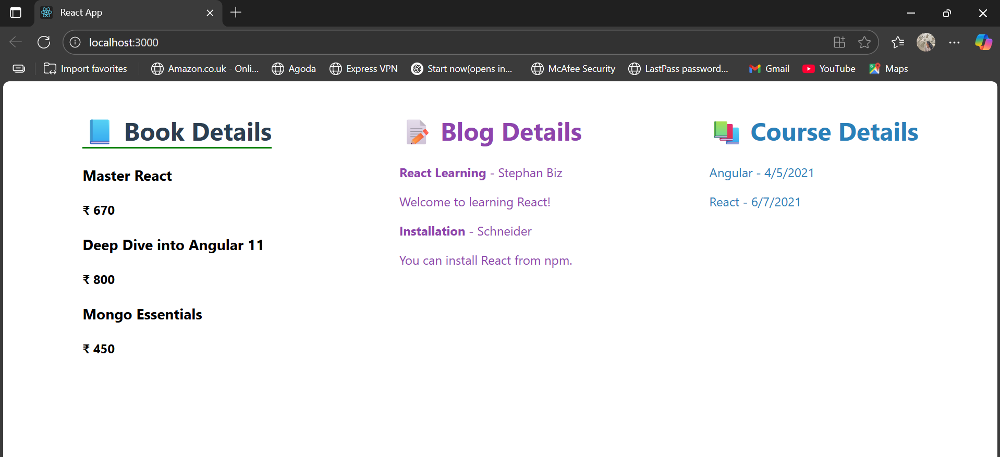 React App
localhost:3000
Import favorites
Amazon.co.uk - Onli...
Agoda
Express VPN
Start now(opens in...
McAfee Security
LastPass password...
Gmail
YouTube
Maps
Book Details
Master React
₹ 670
Deep Dive into Angular 11
₹ 800
Mongo Essentials
₹ 450
Blog Details
React Learning - Stephan Biz
Welcome to learning React!
Installation - Schneider
You can install React from npm.
Course Details
Angular - 4/5/2021
React - 6/7/2021